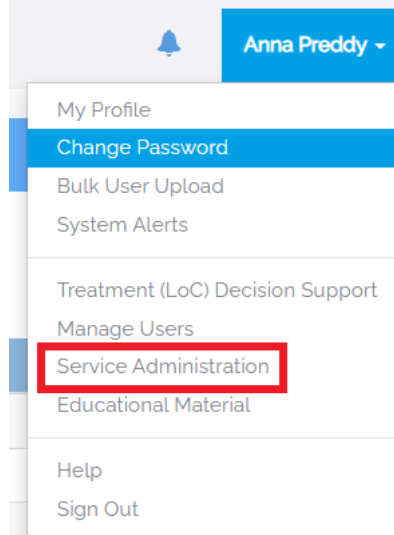 Anna Preddy
My Profile
Change Password
Bulk User Upload
System Alerts
Treatment (LoC) Decision Support
Manage Users
Service Administration
Educational Material
Help
Sign Out